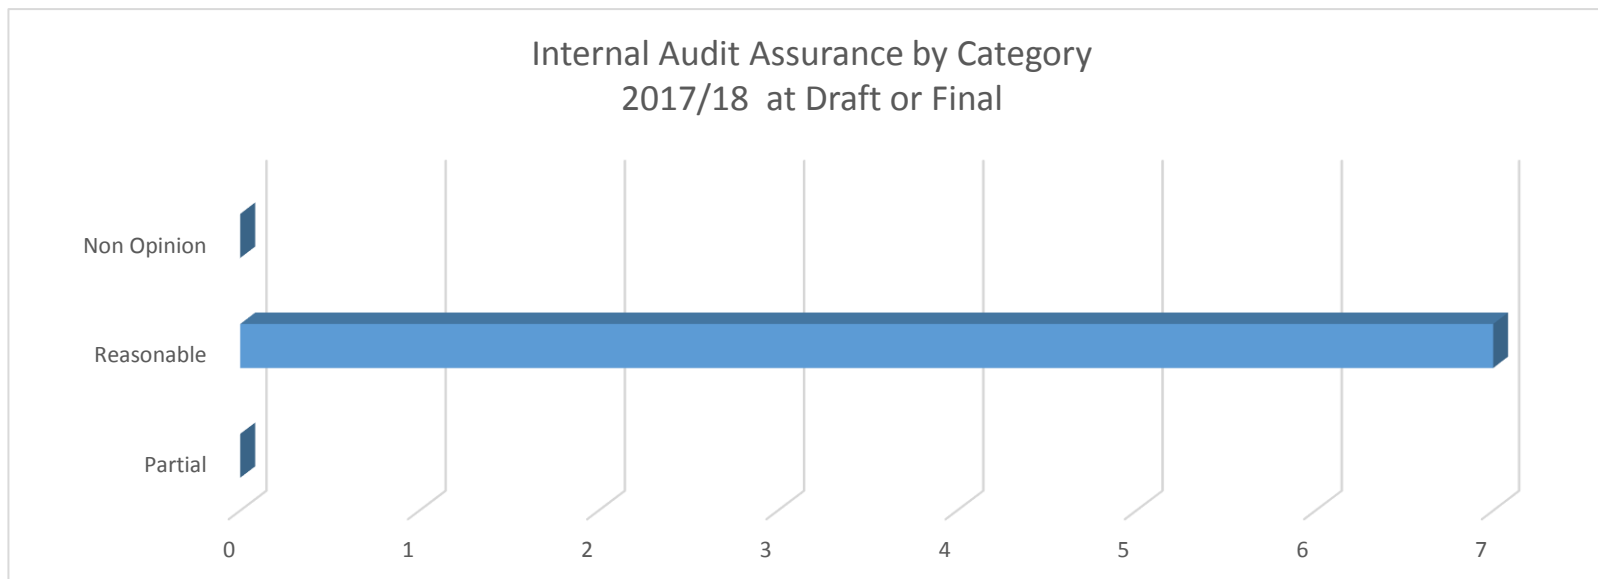 Internal Audit Assurance by Category
2017/18 at Draft or Final
Non Opinion
Reasonable
Partial
0 1 2 3 4 5 6 7